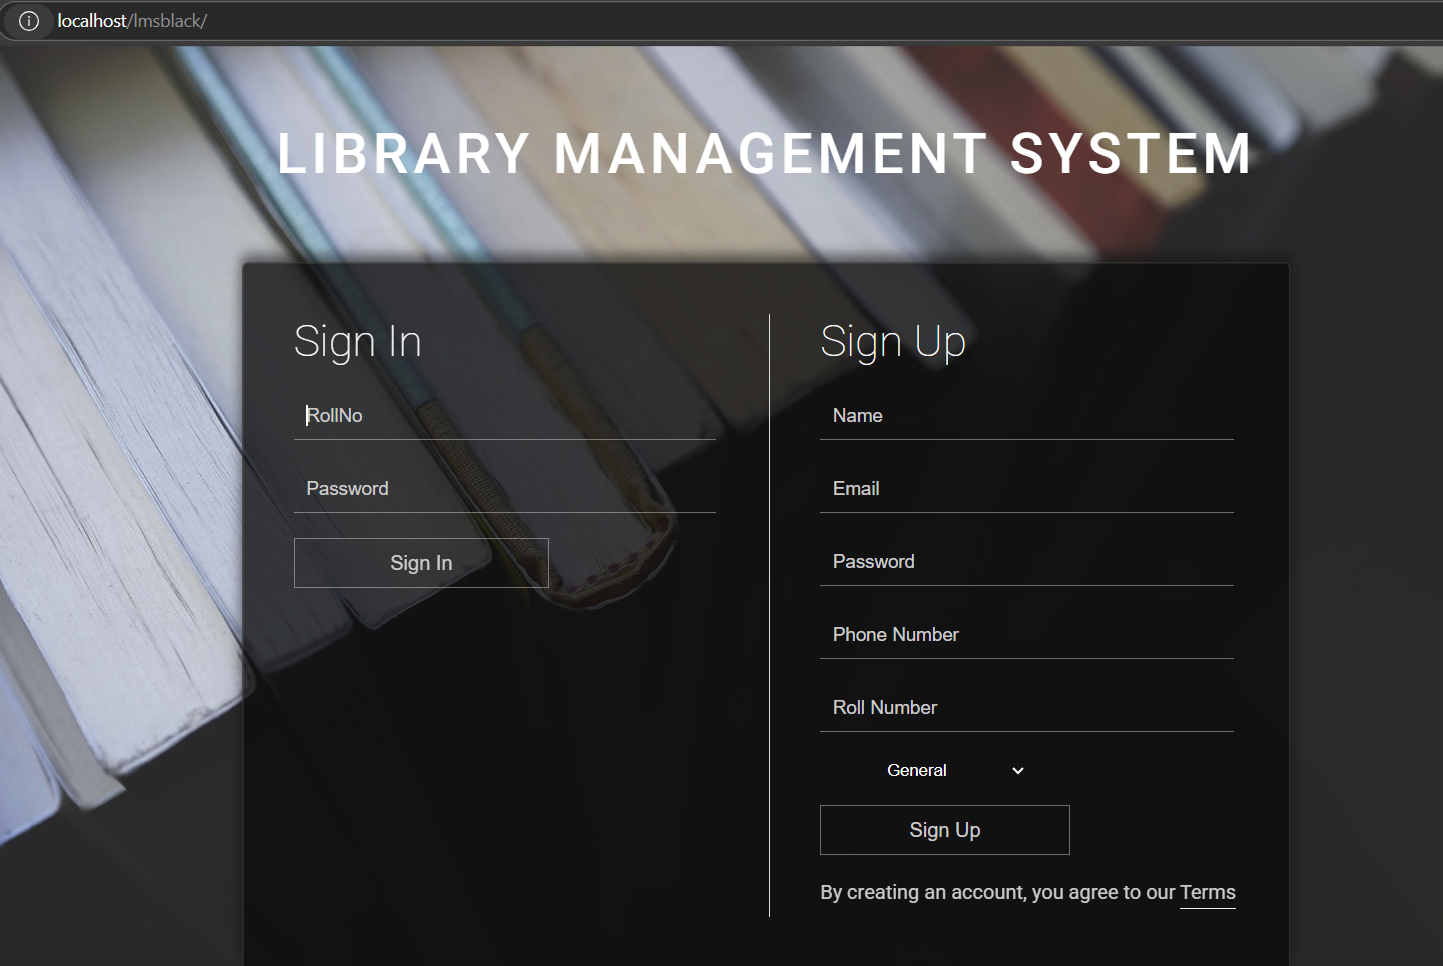 localhost/lmsblack/
LIBRARY MANAGEMENT SYSTEM
Sign In
RollNo
Password
Sign In
Sign Up
Name
Email
Password
Phone Number
Roll Number
General
Sign Up
By creating an account, you agree to our Terms